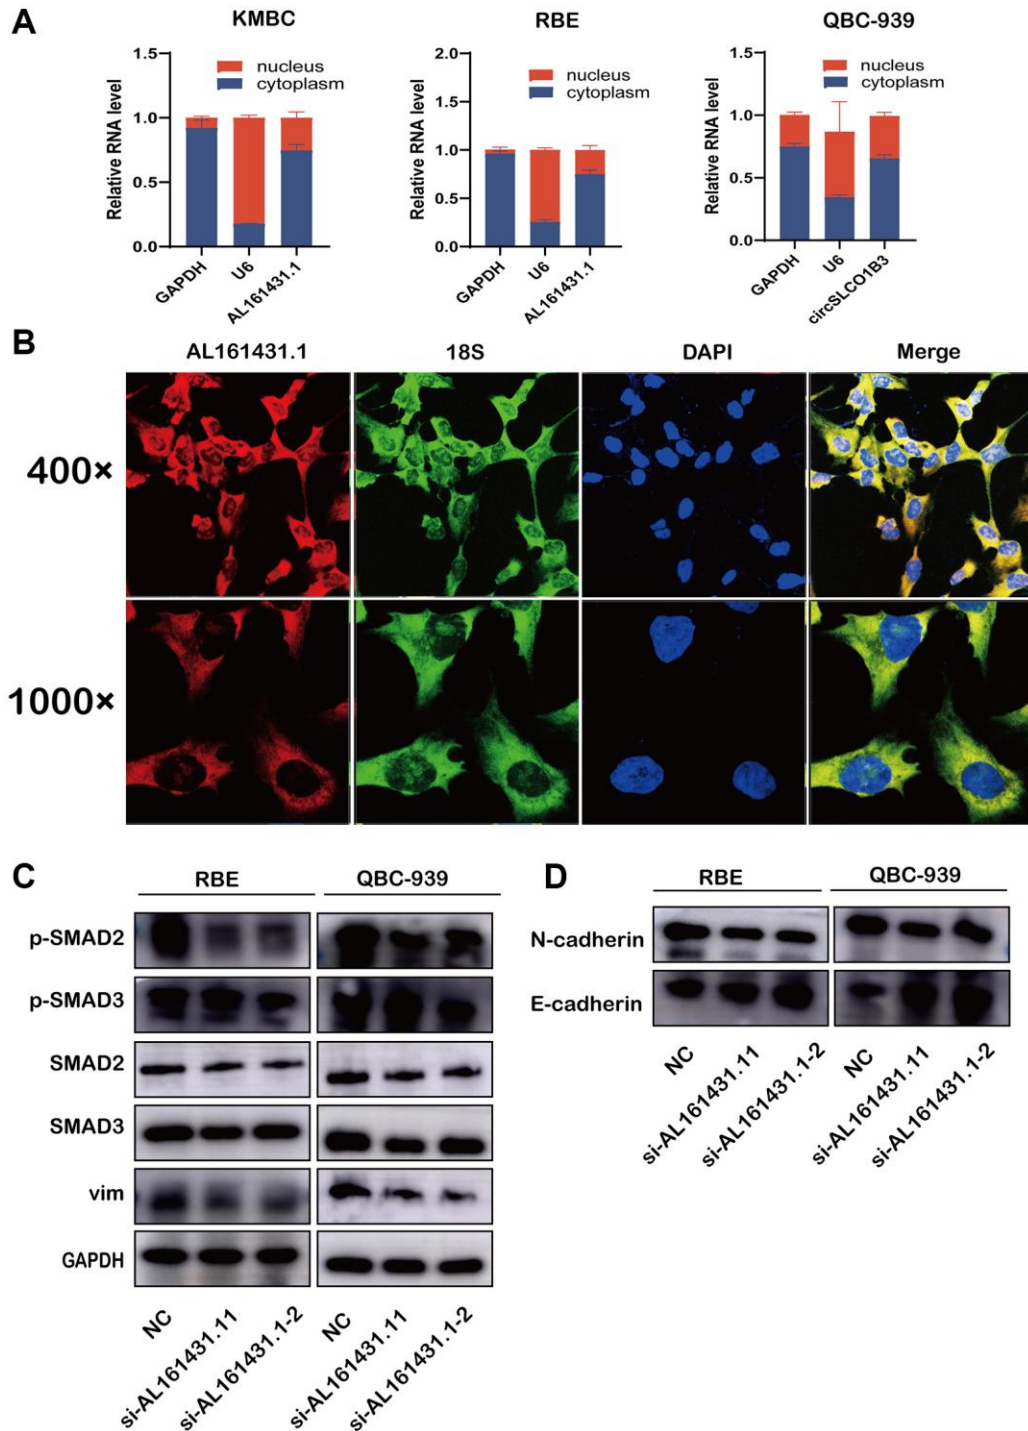 A
KMBC
RBE
QBC-939
Relative RNA level
1.5
1.0
0.5
0.0
nucleus
cytoplasm
GAPDH
U6
AL161431.1
Relative RNA level
2.0
1.5
1.0
0.5
0.0
nucleus
cytoplasm
GAPDH
U6
AL161431.1
Relative RNA level
1.5
1.0
0.5
0.0
nucleus
cytoplasm
GAPDH
U6
circSLCO1B3
B
AL161431.1
18S
DAPI
Merge
400×
1000×
C
RBE
QBC-939
p-SMAD2
p-SMAD3
SMAD2
SMAD3
vim
GAPDH
NC
si-AL161431.11
si-AL161431.1-2
NC
si-AL161431.11
si-AL161431.1-2
D
RBE
QBC-939
N-cadherin
E-cadherin
NC
si-AL161431.11
si-AL161431.1-2
NC
si-AL161431.11
si-AL161431.1-2